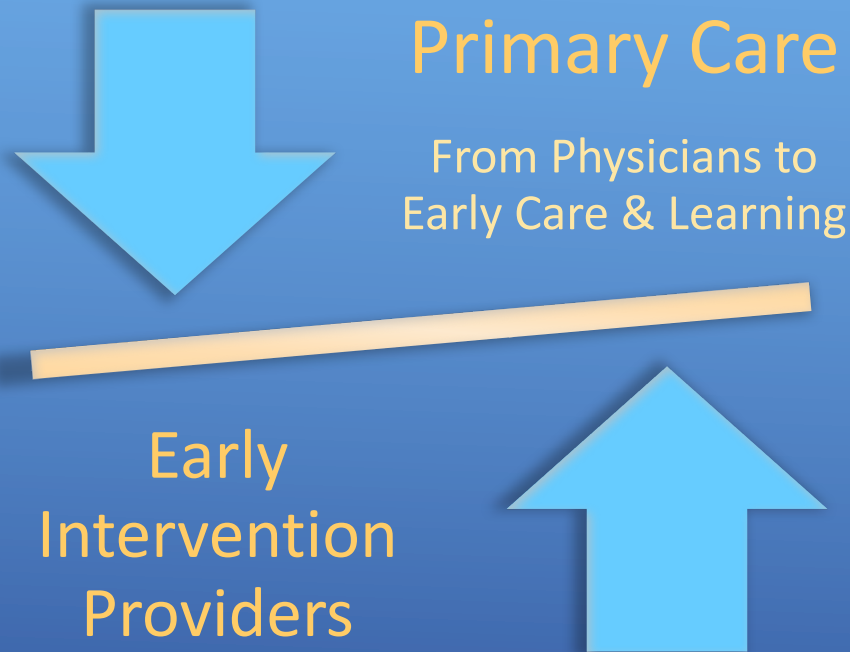 Primary Care
From Physicians to
Early Care & Learning
Early
Intervention
Providers